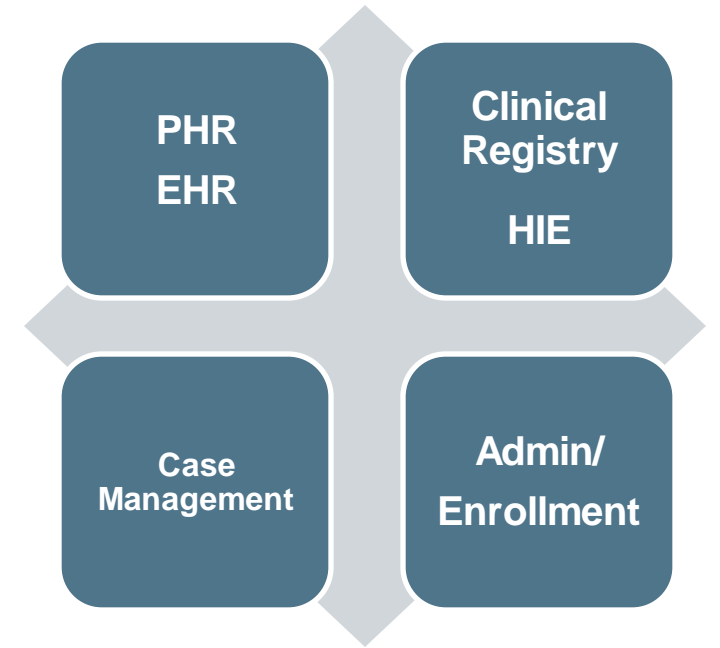 PHR
EHR
Clinical
Registry
HIE
Case
Management
Admin/
Enrollment